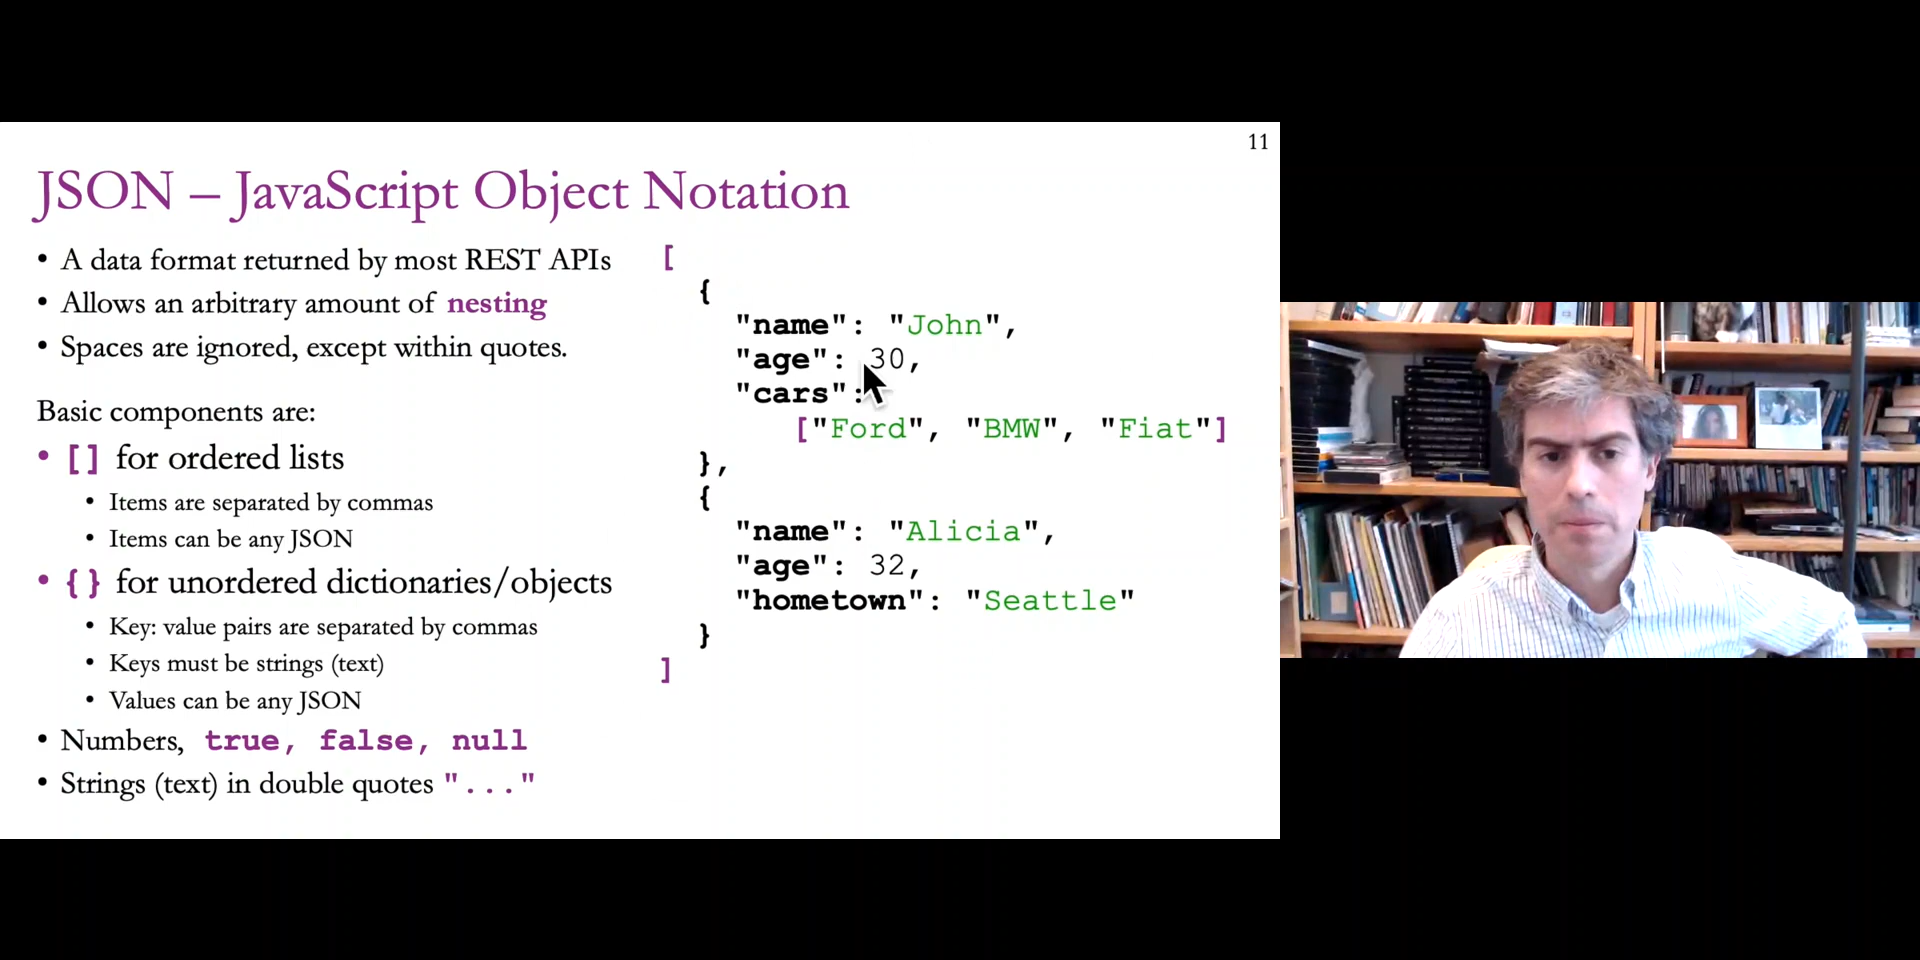 11
JSON – JavaScript Object Notation
• A data format returned by most REST APIs
• Allows an arbitrary amount of nesting
• Spaces are ignored, except within quotes.
Basic components are:
• [] for ordered lists
• Items are separated by commas
• Items can be any JSON
• {} for unordered dictionaries/objects
• Key: value pairs are separated by commas
• Keys must be strings (text)
• Values can be any JSON
• Numbers, true, false, null
• Strings (text) in double quotes "..."
[
{
"name": "John",
"age": 30,
"cars":
["Ford", "BMW", "Fiat"]
},
{
"name": "Alicia",
"age": 32,
"hometown": "Seattle"
}
]